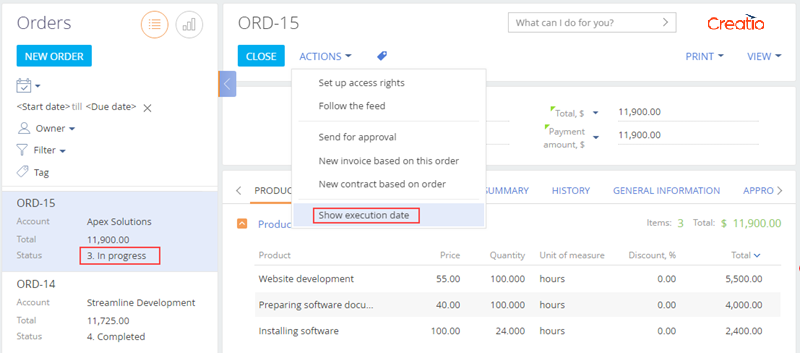 Orders
NEW ORDER
<Start date> till <Due date>
Owner
Filter
Tag
ORD-15
Account Apex Solutions
Total 11,900.00
Status 3. In progress
ORD-14
Account Streamline Development
Total 11,725.00
Status 4. Completed
ORD-15
What can I do for you?
Creatio
CLOSE ACTIONS PRINT VIEW
Set up access rights
Follow the feed
Send for approval
New invoice based on this order
New contract based on order
Show execution date
Total, $ 11,900.00
Payment
amount, $ 11,900.00
PRODU SUMMARY HISTORY GENERAL INFORMATION APPRO
Produc Items: 3 Total: $ 11,900.00
Product Price Quantity Unit of measure Discount, % Total
Website development 55.00 100.000 hours 0.00 5,500.00
Preparing software docu... 40.00 100.000 hours 0.00 4,000.00
Installing software 100.00 24.000 hours 0.00 2,400.00